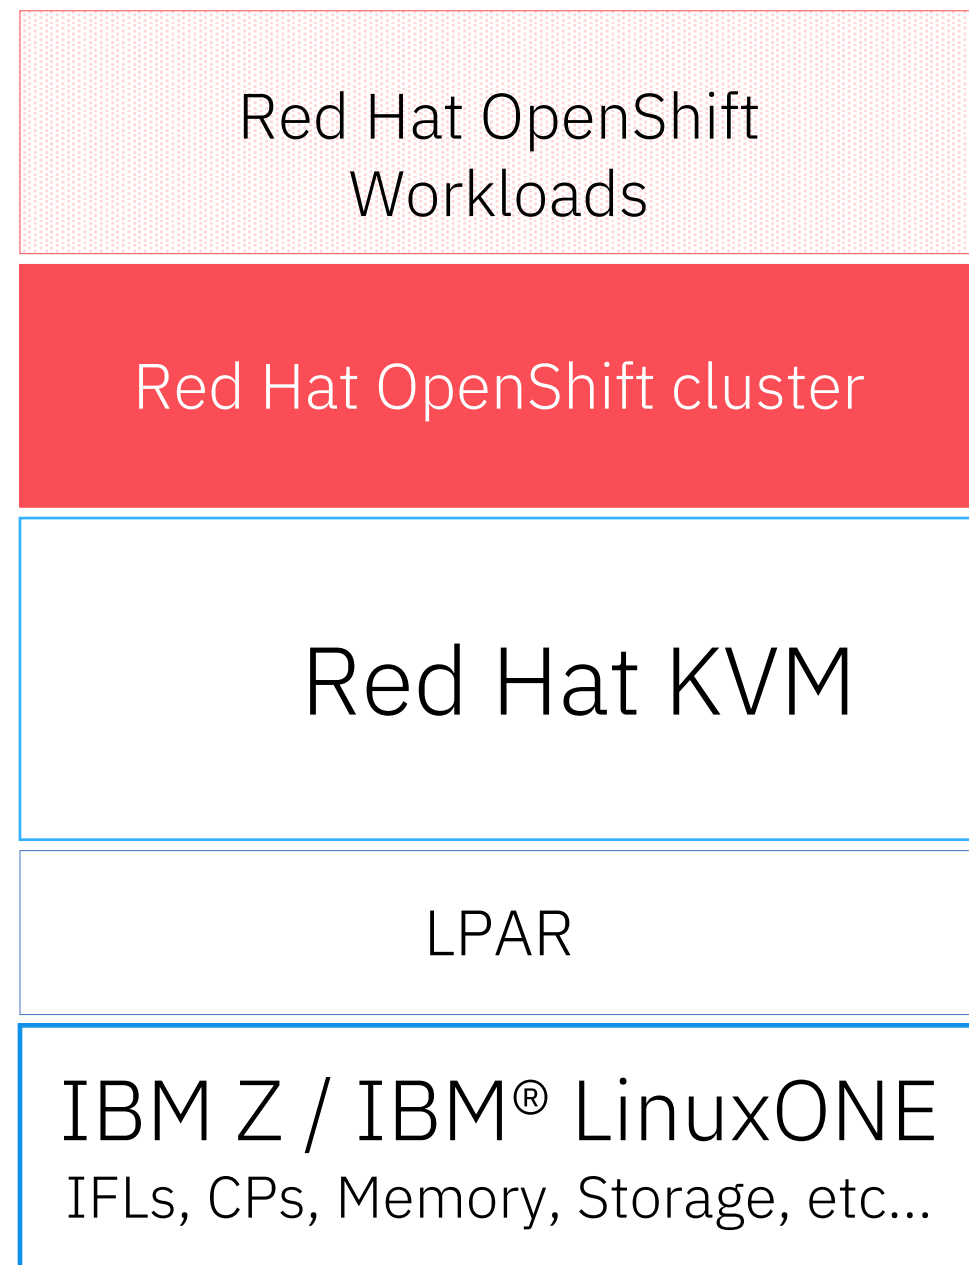 Red Hat OpenShift
Workloads
Red Hat OpenShift cluster
Red Hat KVM
LPAR
IBM Z / IBM® LinuxONE
IFLs, CPs, Memory, Storage, etc...